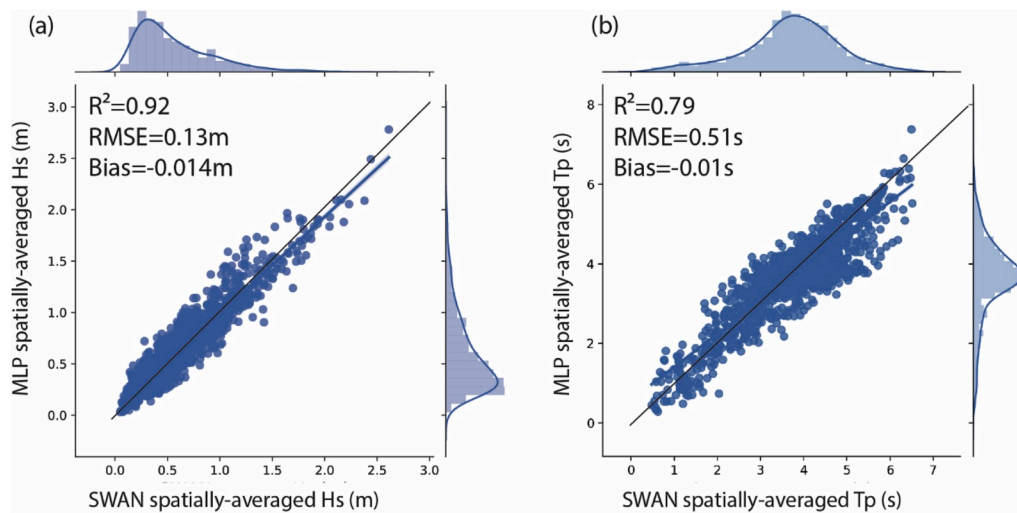 (a)
R²=0.92
RMSE=0.13m
Bias=-0.014m
MLP spatially-averaged Hs (m)
3.0
2.5
2.0
1.5
1.0
0.5
0.0
0.0 0.5 1.0 1.5 2.0 2.5 3.0
SWAN spatially-averaged Hs (m)
(b)
R²=0.79
RMSE=0.51s
Bias=-0.01s
MLP spatially-averaged Tp (s)
8
6
4
2
0
0 1 2 3 4 5 6 7
SWAN spatially-averaged Tp (s)